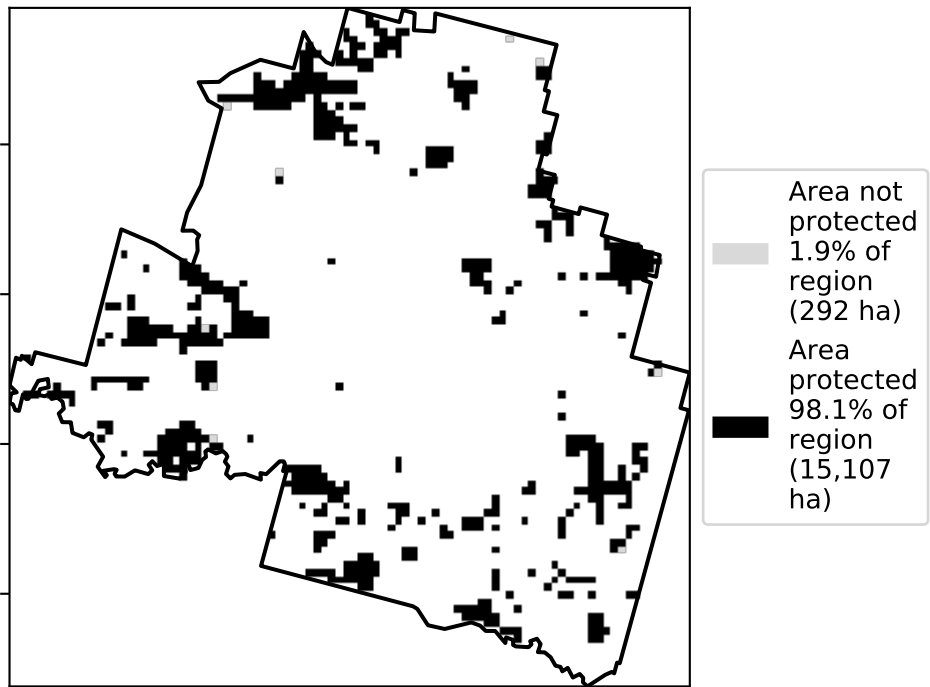 Area not
protected
1.9% of
region
(292 ha)
Area
protected
98.1% of
region
(15,107
ha)